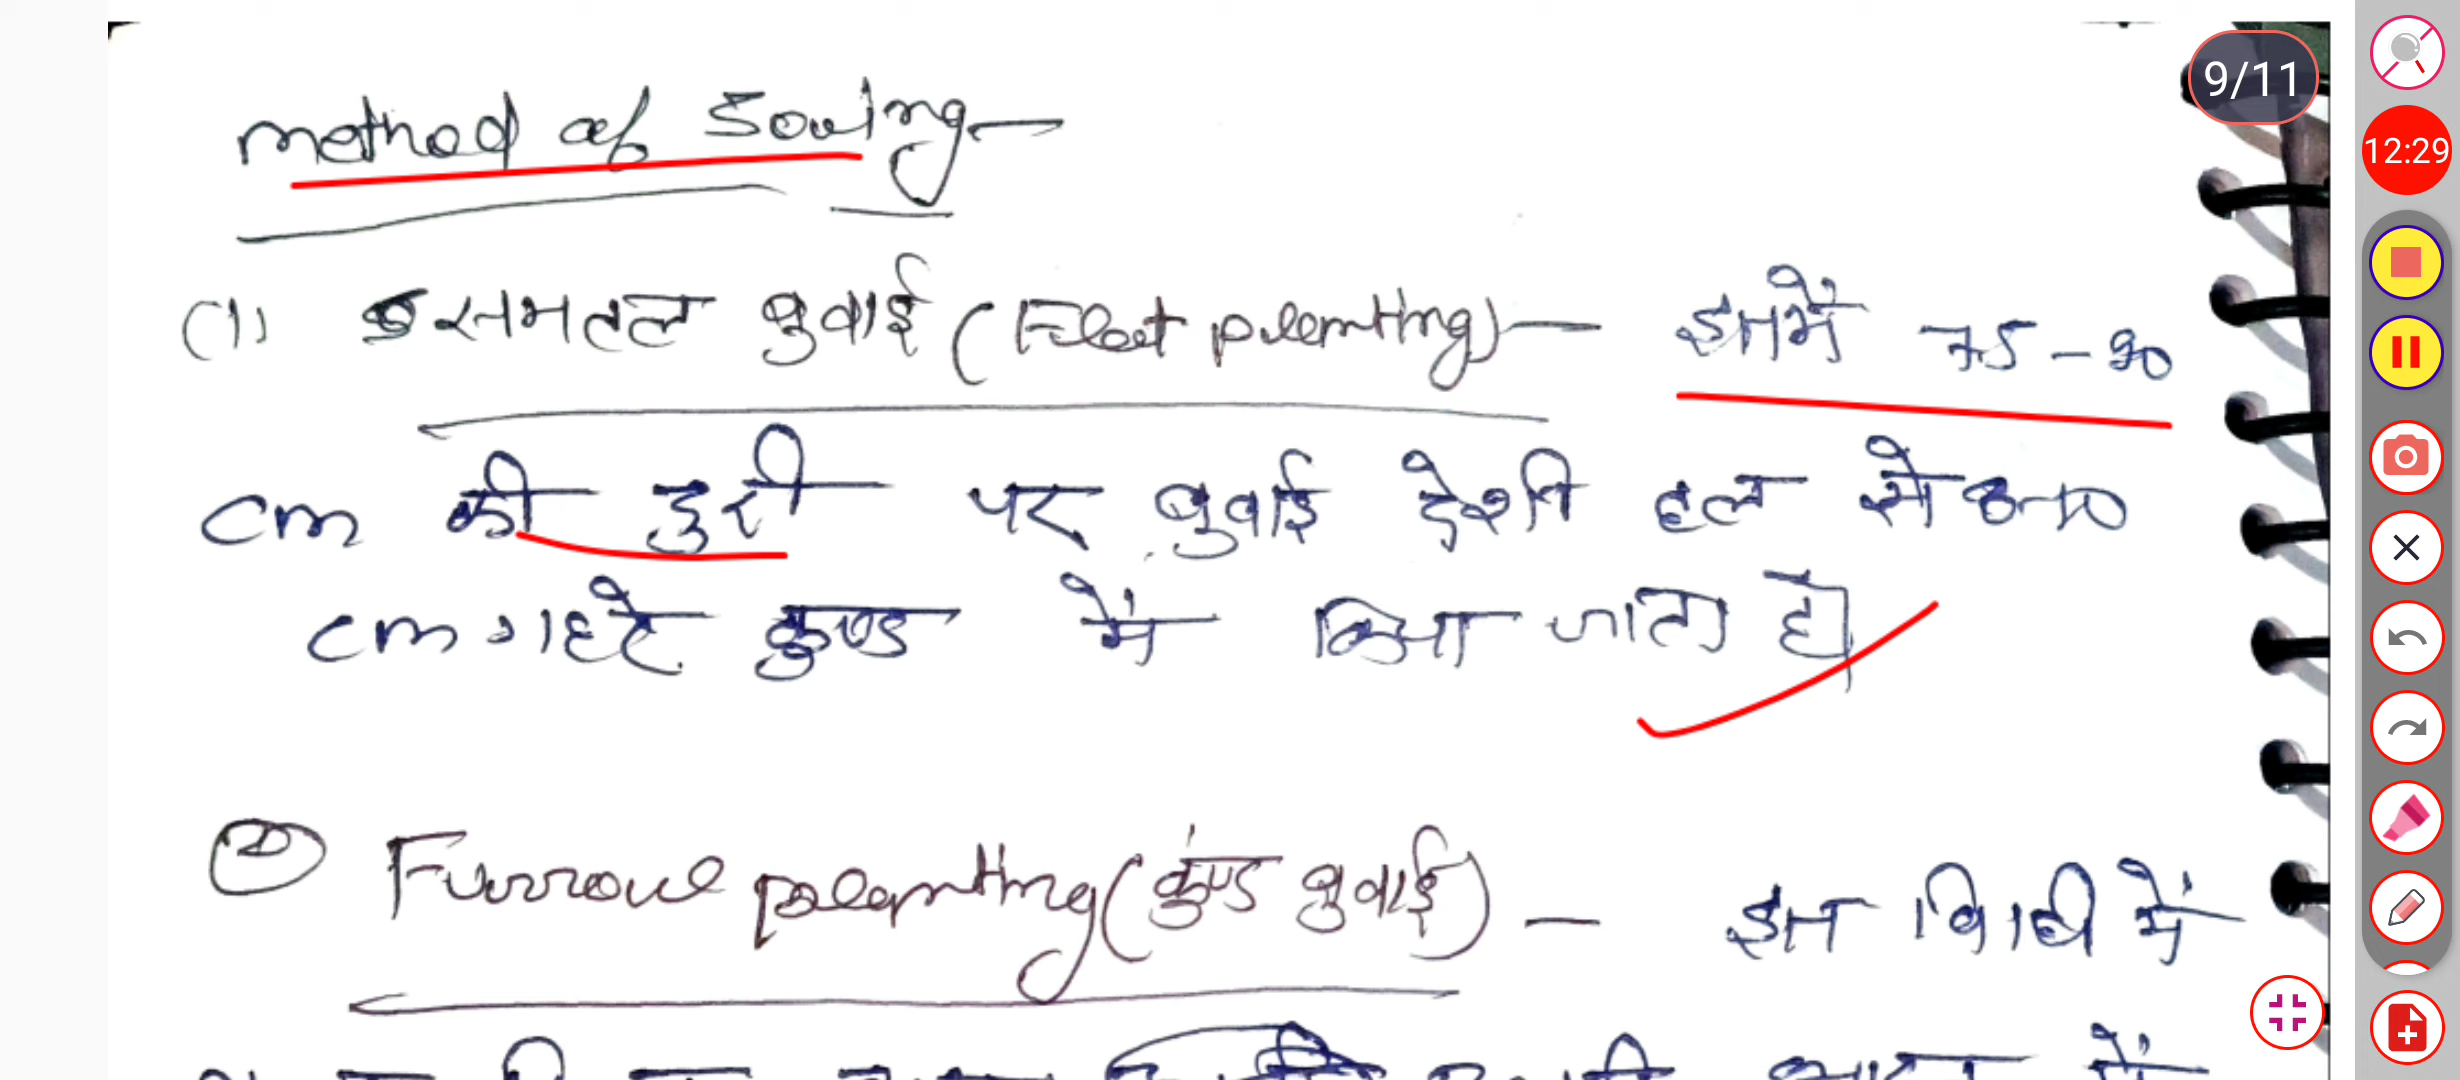 method of Sowing—
9/11
12:29
(1) समतल बुवाई (Flat planting)— इसमें 75-90
cm की दुरी पर बुवाई देशी हल से 8-10
cm गहरे कुण्ड में किया जाता है।
② Furrow planting (कुण्ड बुवाई) — इस विधी में